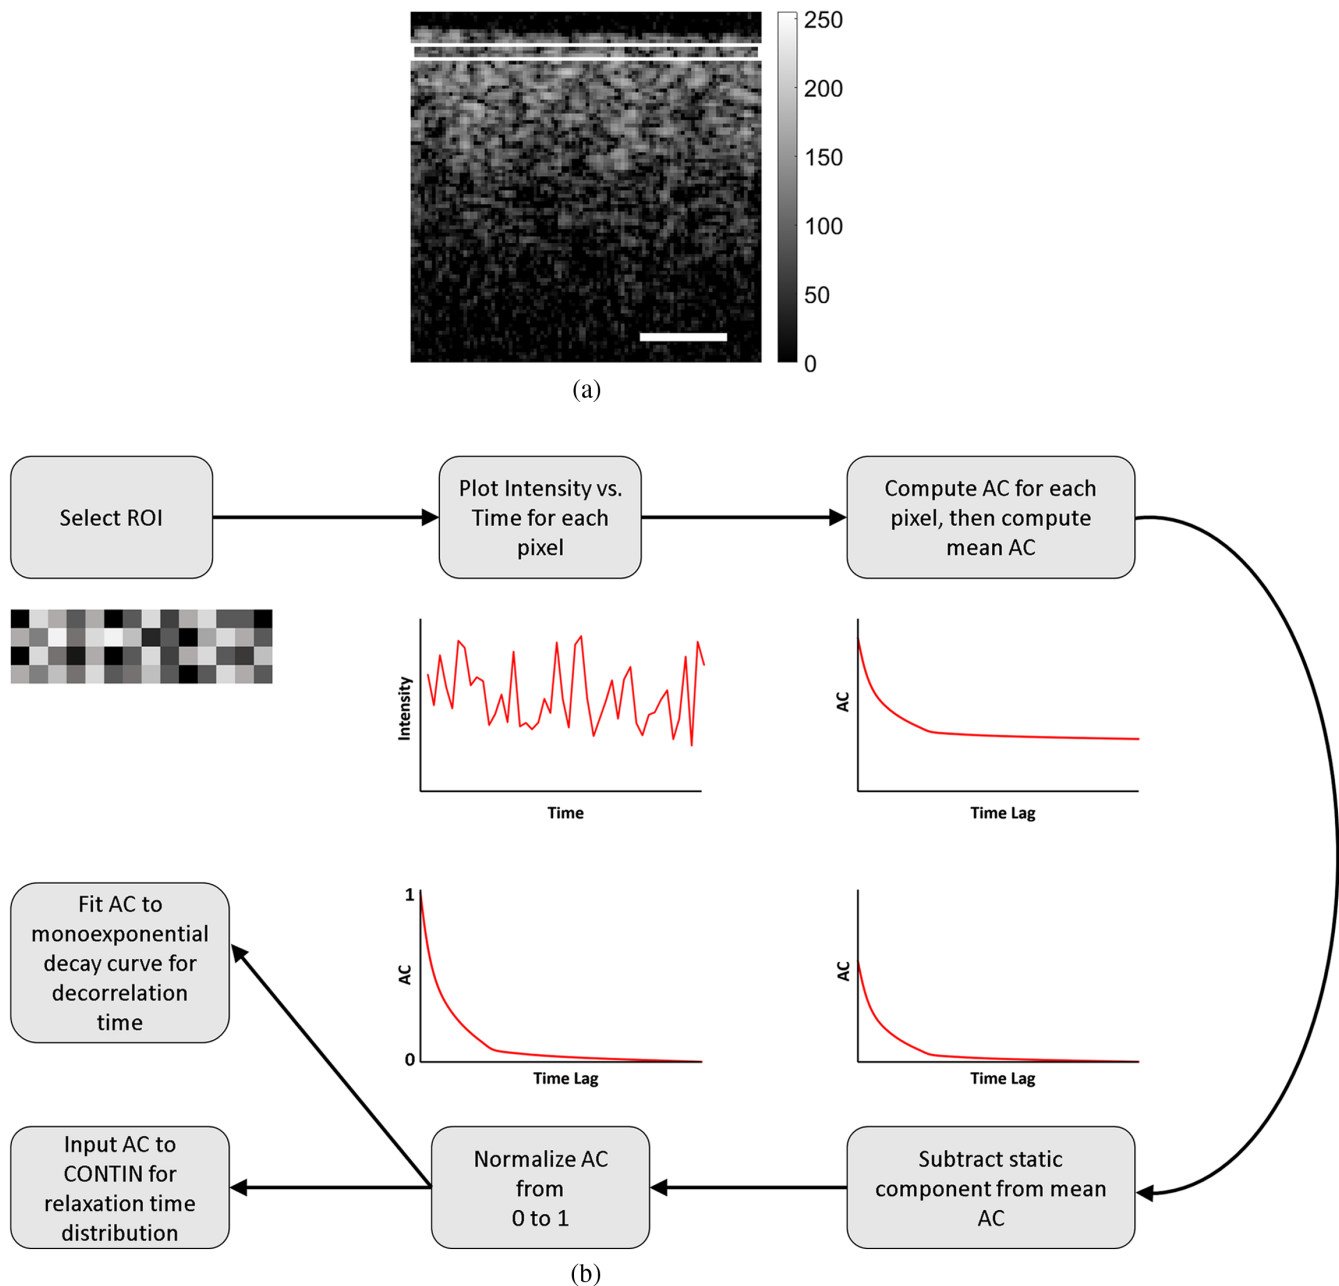 250
200
150
100
50
0
(a)
Select ROI
Plot Intensity vs.
Time for each
pixel
Compute AC for each
pixel, then compute
mean AC
Intensity
Time
AC
Time Lag
Fit AC to
monoexponential
decay curve for
decorrelation
time
1
AC
0
Time Lag
AC
Time Lag
Input AC to
CONTIN for
relaxation time
distribution
Normalize AC
from
0 to 1
Subtract static
component from mean
AC
(b)